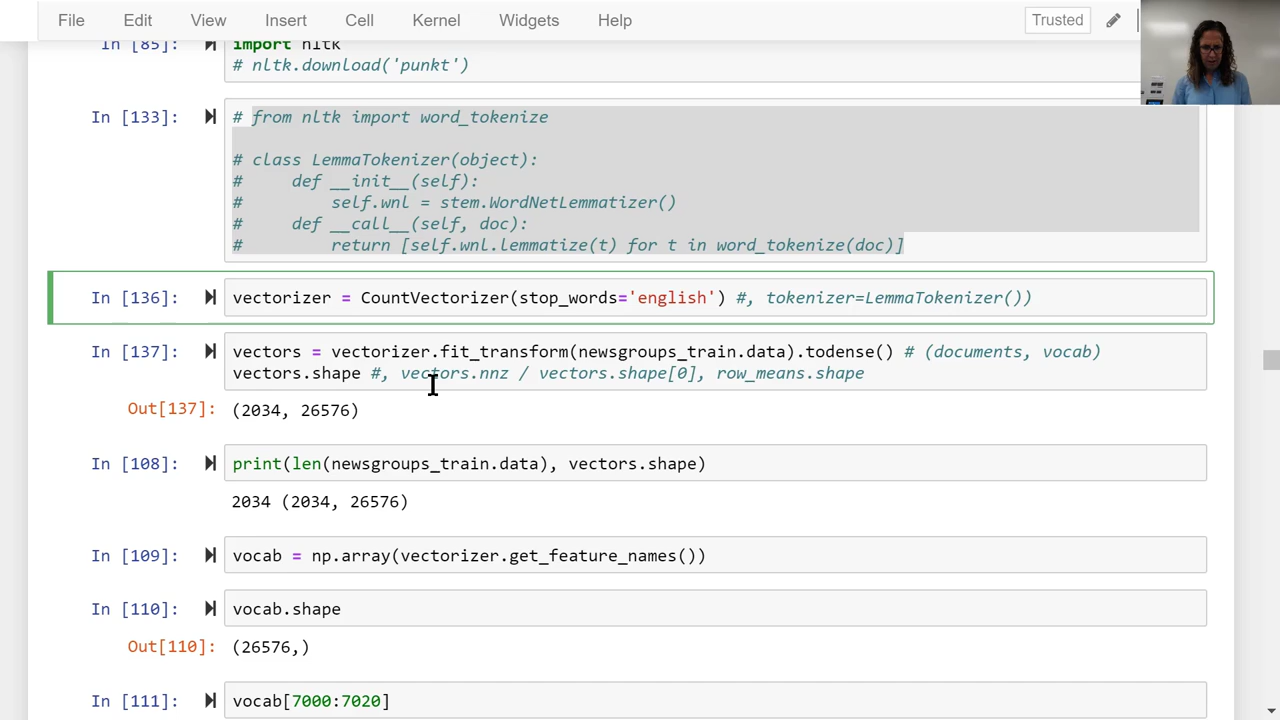 File Edit View Insert Cell Kernel Widgets Help Trusted
In [85]: import nltk
# nltk.download('punkt')
In [133]: # from nltk import word_tokenize
# class LemmaTokenizer(object):
#     def __init__(self):
#         self.wnl = stem.WordNetLemmatizer()
#     def __call__(self, doc):
#         return [self.wnl.lemmatize(t) for t in word_tokenize(doc)]
In [136]: vectorizer = CountVectorizer(stop_words='english') #, tokenizer=LemmaTokenizer())
In [137]: vectors = vectorizer.fit_transform(newsgroups_train.data).todense() # (documents, vocab)
vectors.shape #, vectors.nnz / vectors.shape[0], row_means.shape
Out[137]: (2034, 26576)
In [108]: print(len(newsgroups_train.data), vectors.shape)
2034 (2034, 26576)
In [109]: vocab = np.array(vectorizer.get_feature_names())
In [110]: vocab.shape
Out[110]: (26576,)
In [111]: vocab[7000:7020]